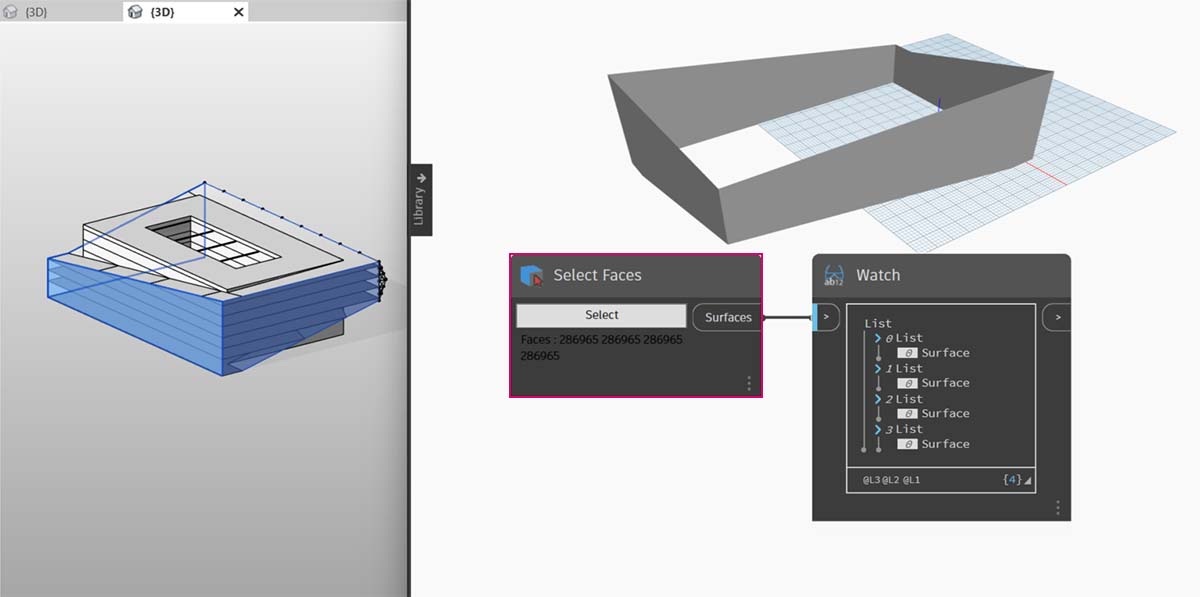 {3D}
{3D}
Library
Select Faces
Select
Surfaces
Faces : 286965 286965 286965
286965
Watch
ab12
>
>
List
0 List
0 Surface
1 List
0 Surface
2 List
0 Surface
3 List
0 Surface
@L3 @L2 @L1
{4}